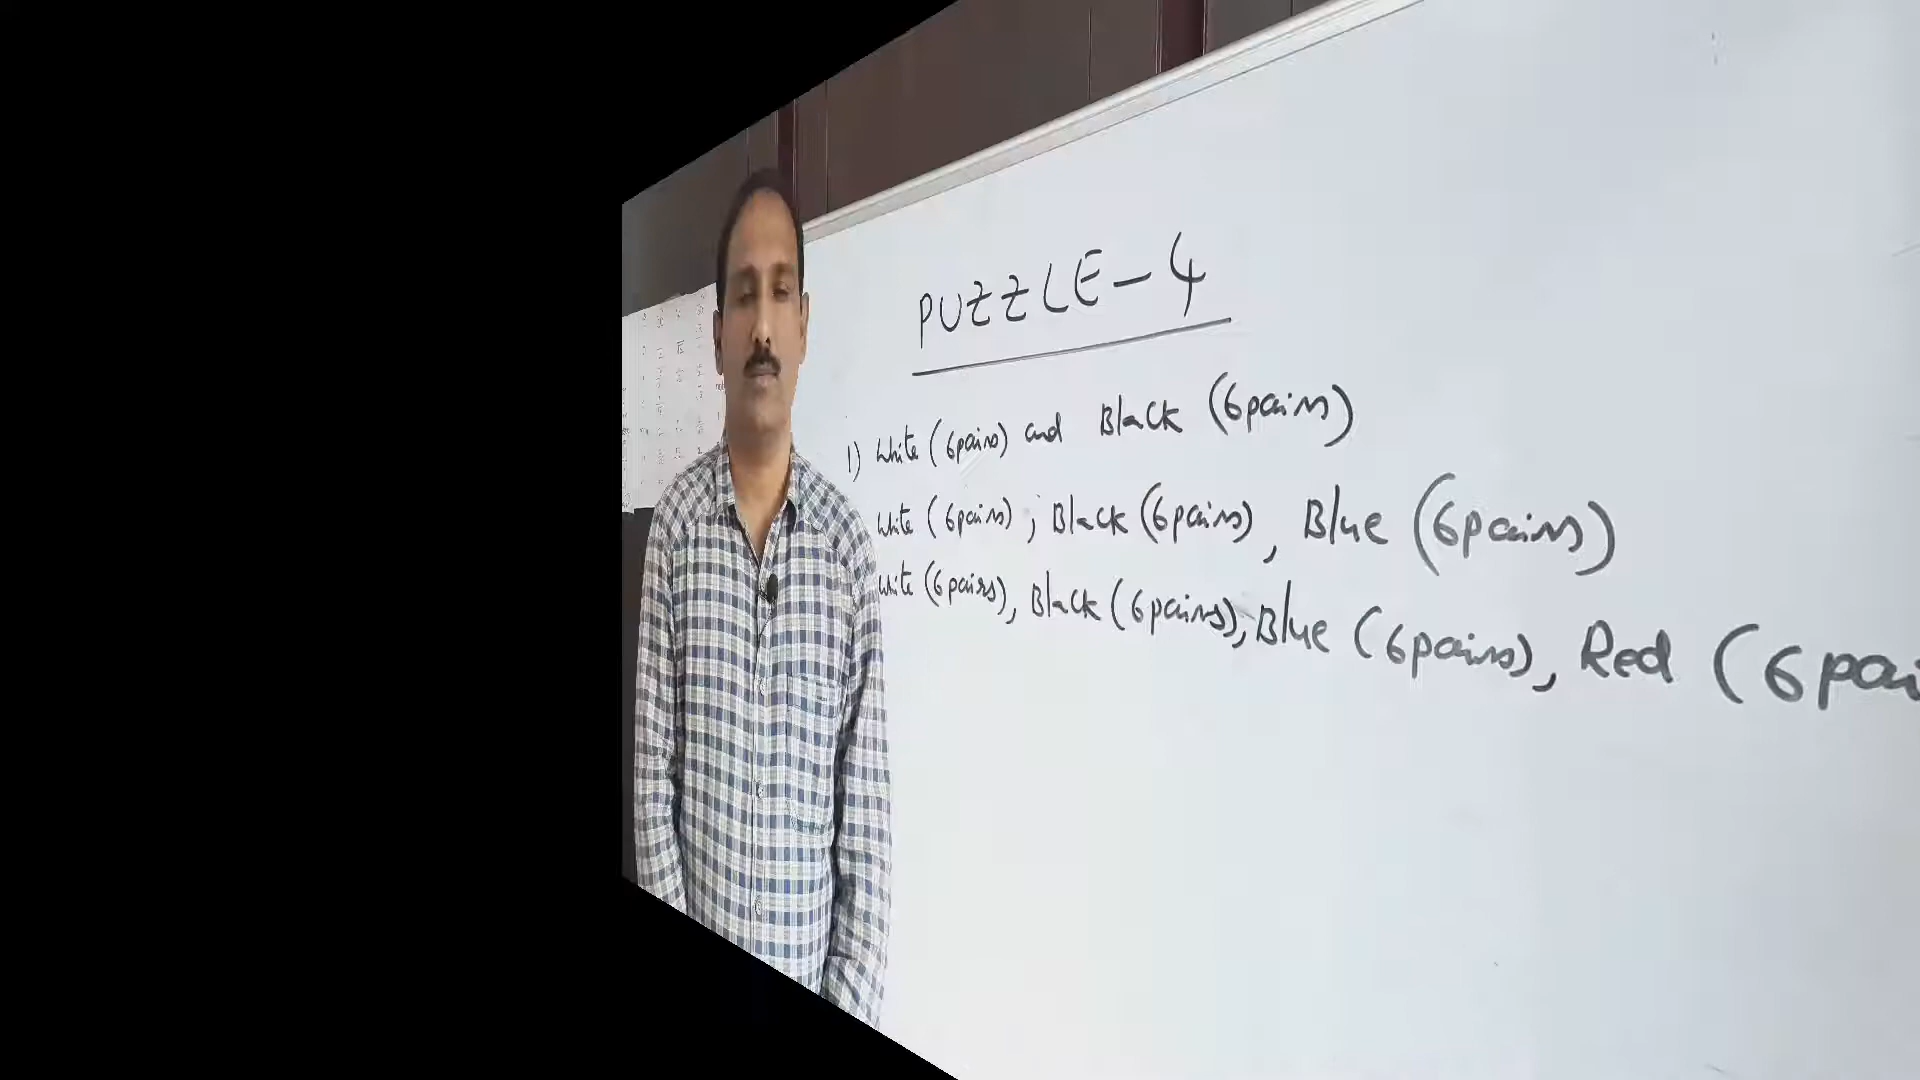 PUZZLE-4
1) White (6pairs) and Black (6pairs)
White (6pairs), Black (6pairs), Blue (6pairs)
White (6pairs), Black (6pairs), Blue (6pairs), Red (6pai